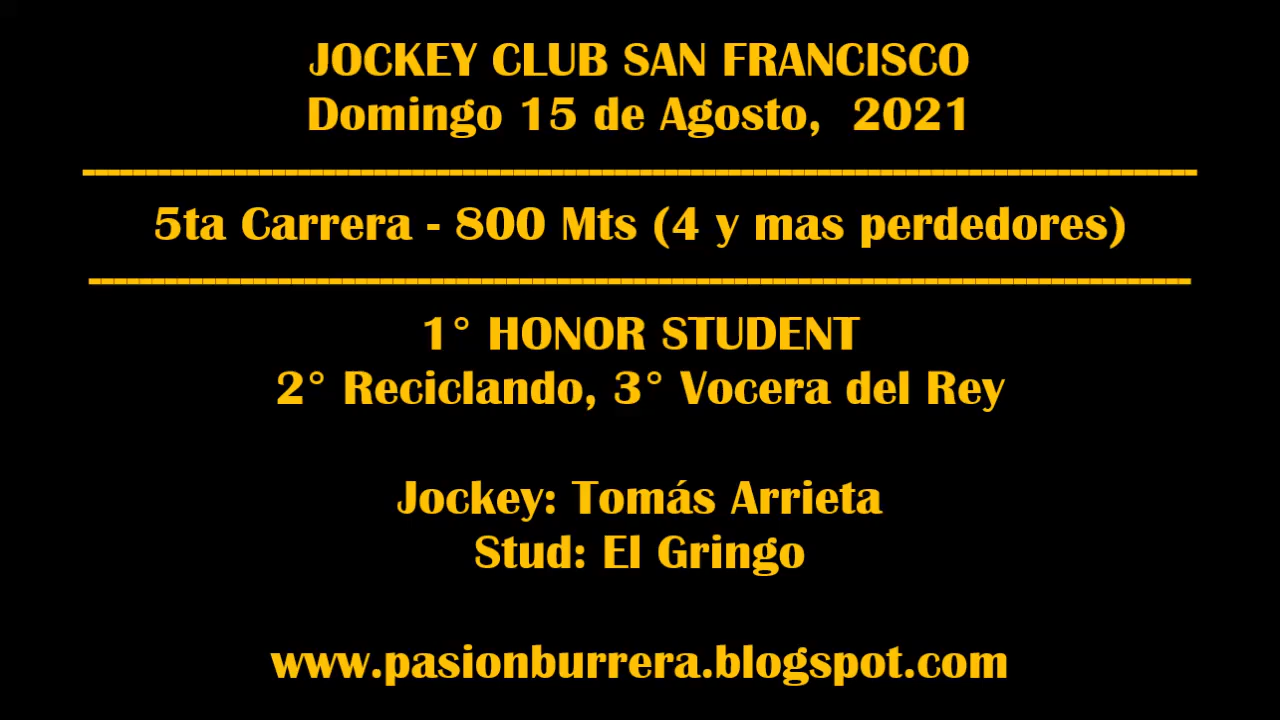 JOCKEY CLUB SAN FRANCISCO
Domingo 15 de Agosto, 2021
5ta Carrera - 800 Mts (4 y mas perdedores)
1° HONOR STUDENT
2° Reciclando, 3° Vocera del Rey
Jockey: Tomás Arrieta
Stud: El Gringo
www.pasionburrera.blogspot.com